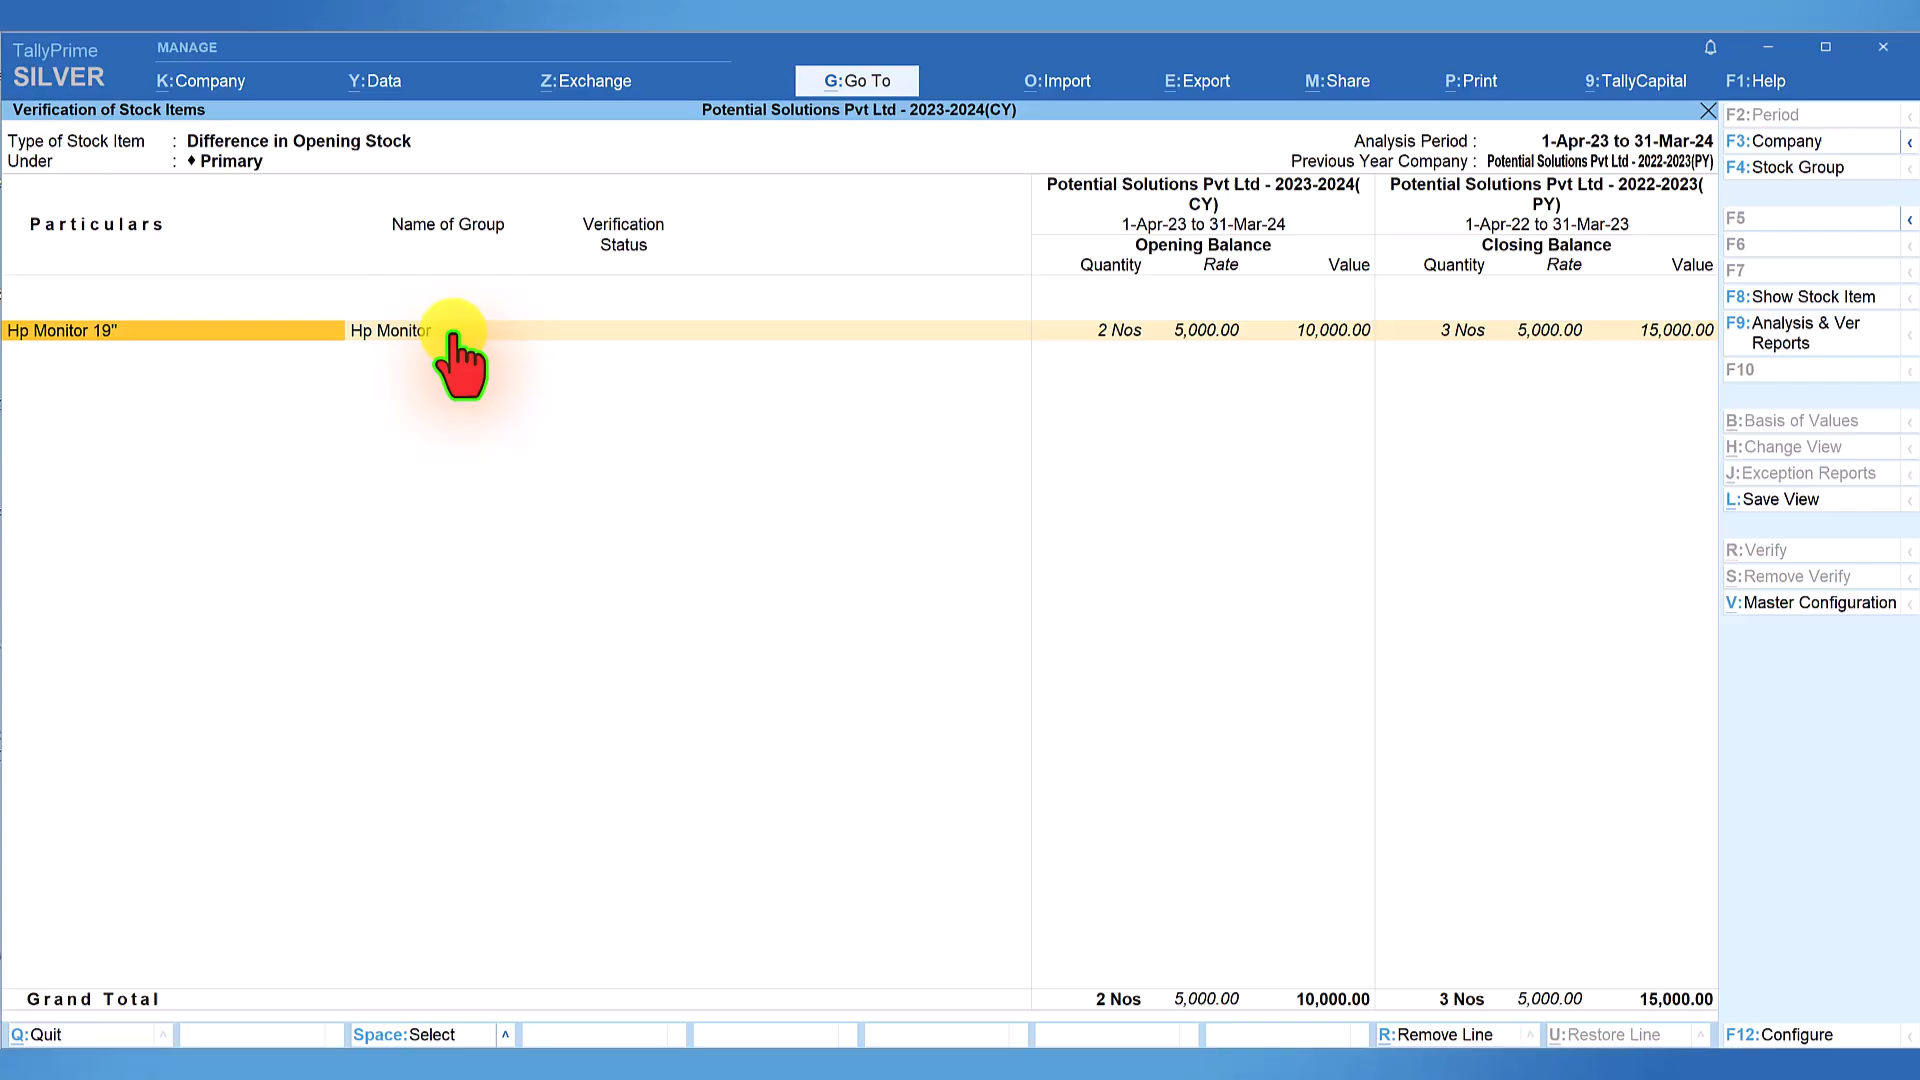 TallyPrime
SILVER
MANAGE
K:Company Y:Data Z:Exchange G:Go To O:Import E:Export M:Share P:Print 9:TallyCapital F1:Help
Verification of Stock Items Potential Solutions Pvt Ltd - 2023-2024(CY)
Type of Stock Item : Difference in Opening Stock Analysis Period : 1-Apr-23 to 31-Mar-24
Under : ♦ Primary Previous Year Company : Potential Solutions Pvt Ltd - 2022-2023(PY)
Potential Solutions Pvt Ltd - 2023-2024( Potential Solutions Pvt Ltd - 2022-2023(
CY) PY)
Particulars Name of Group Verification 1-Apr-23 to 31-Mar-24 1-Apr-22 to 31-Mar-23
Status Opening Balance Closing Balance
Quantity Rate Value Quantity Rate Value
Hp Monitor 19" Hp Monitor 2 Nos 5,000.00 10,000.00 3 Nos 5,000.00 15,000.00
Grand Total 2 Nos 5,000.00 10,000.00 3 Nos 5,000.00 15,000.00
Q:Quit Space:Select R:Remove Line U:Restore Line
F2:Period
F3:Company
F4:Stock Group
F5
F6
F7
F8:Show Stock Item
F9:Analysis & Ver
Reports
F10
B:Basis of Values
H:Change View
J:Exception Reports
L:Save View
R:Verify
S:Remove Verify
V:Master Configuration
F12:Configure